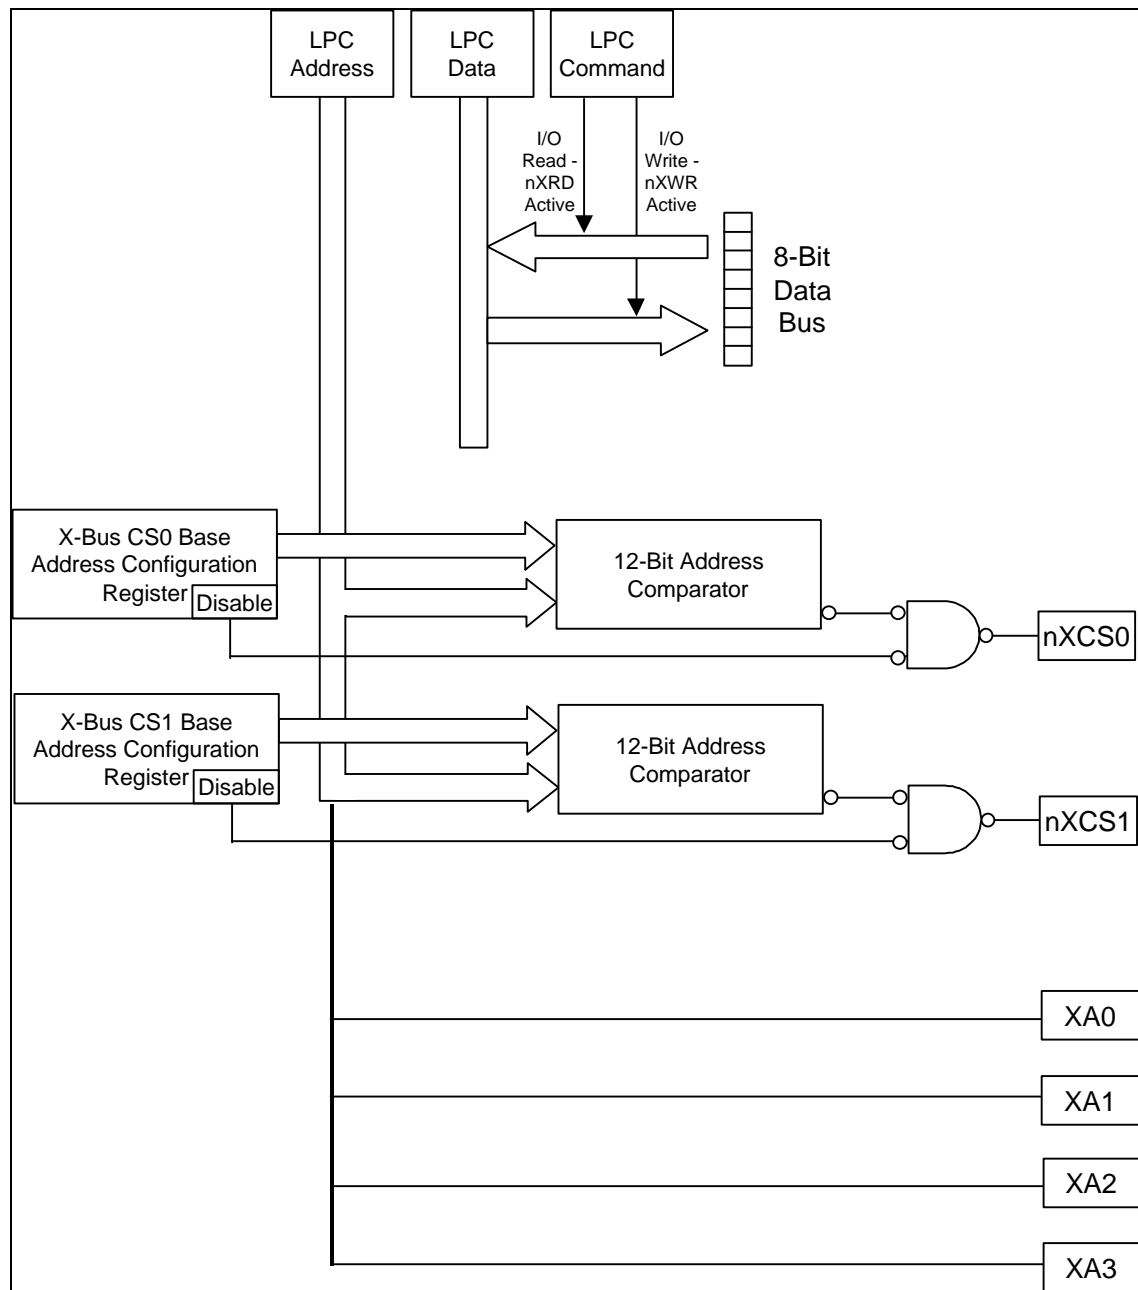 LPC
Address
LPC
Data
LPC
Command
I/O
Read -
nXRD
Active
I/O
Write -
nXWR
Active
8-Bit
Data
Bus
X-Bus CS0 Base
Address Configuration
Register
Disable
12-Bit Address
Comparator
nXCS0
X-Bus CS1 Base
Address Configuration
Register
Disable
12-Bit Address
Comparator
nXCS1
XA0
XA1
XA2
XA3